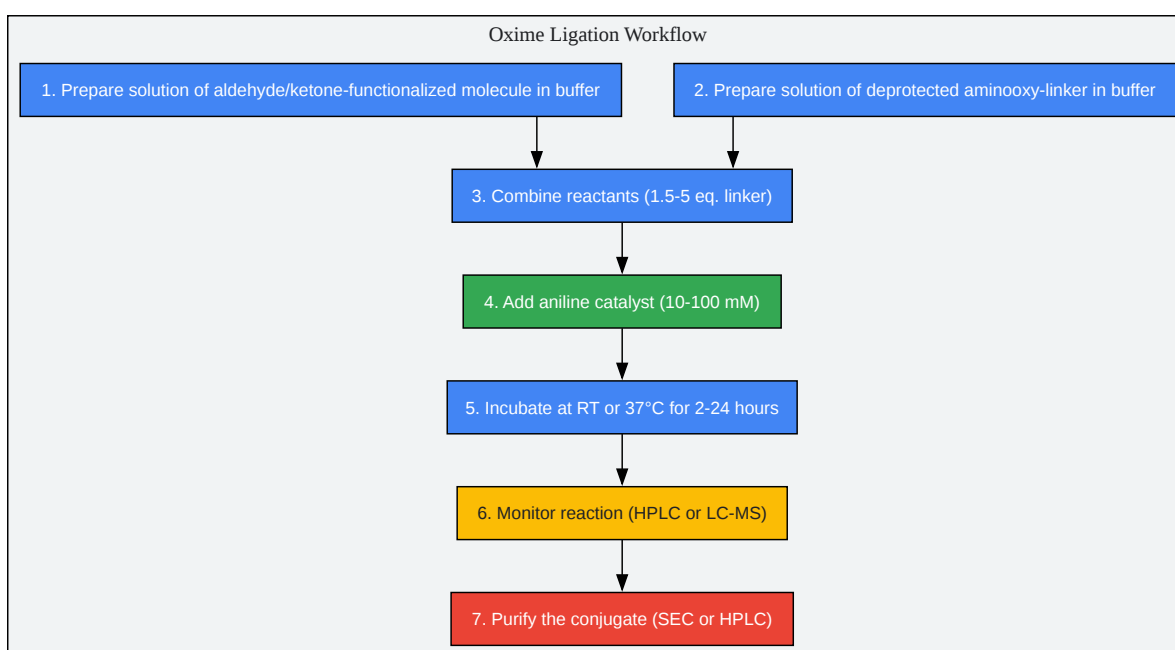 Oxime Ligation Workflow
1. Prepare solution of aldehyde/ketone-functionalized molecule in buffer
2. Prepare solution of deprotected aminooxy-linker in buffer
3. Combine reactants (1.5-5 eq. linker)
4. Add aniline catalyst (10-100 mM)
5. Incubate at RT or 37°C for 2-24 hours
6. Monitor reaction (HPLC or LC-MS)
7. Purify the conjugate (SEC or HPLC)